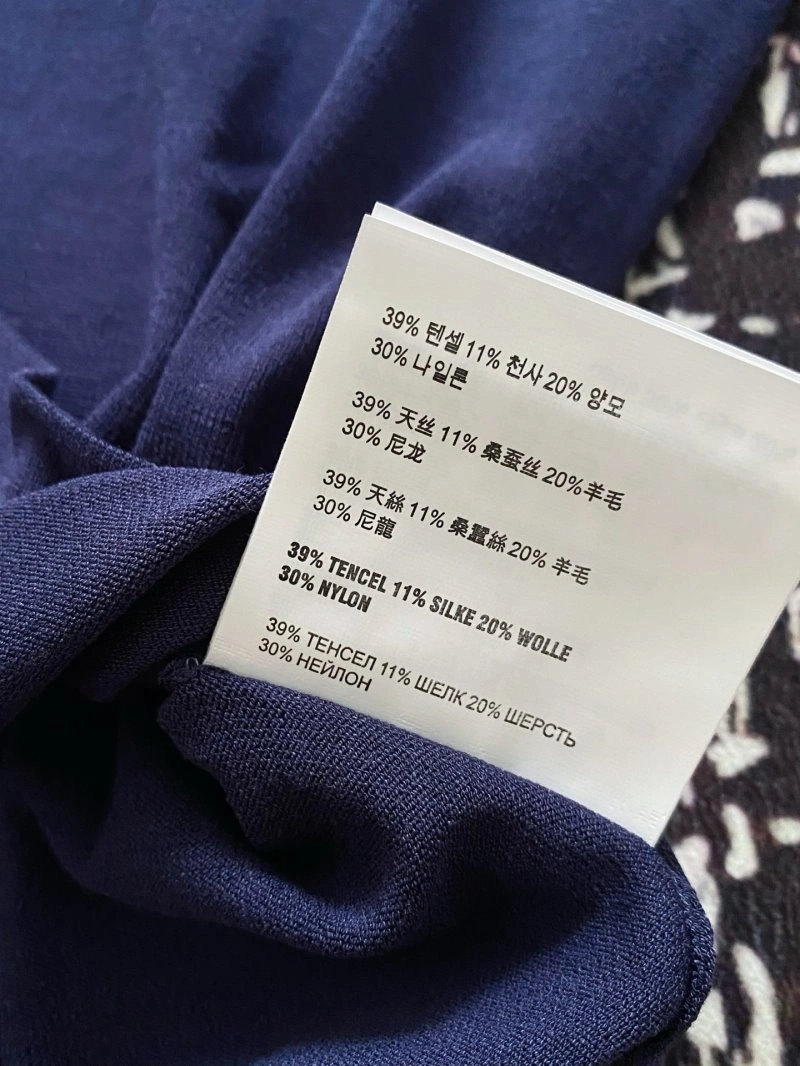 39% 텐셀 11% 천사 20% 양모
30% 나일론
39% 天丝 11% 桑蚕丝 20%羊毛
30% 尼龙
39% 天絲 11% 桑蠶絲 20% 羊毛
30% 尼龍
39% TENCEL 11% SILKE 20% WOLLE
30% NYLON
39% ТЕНСЕЛ 11% ШЕЛК 20% ШЕРСТЬ
30% НЕЙЛОН